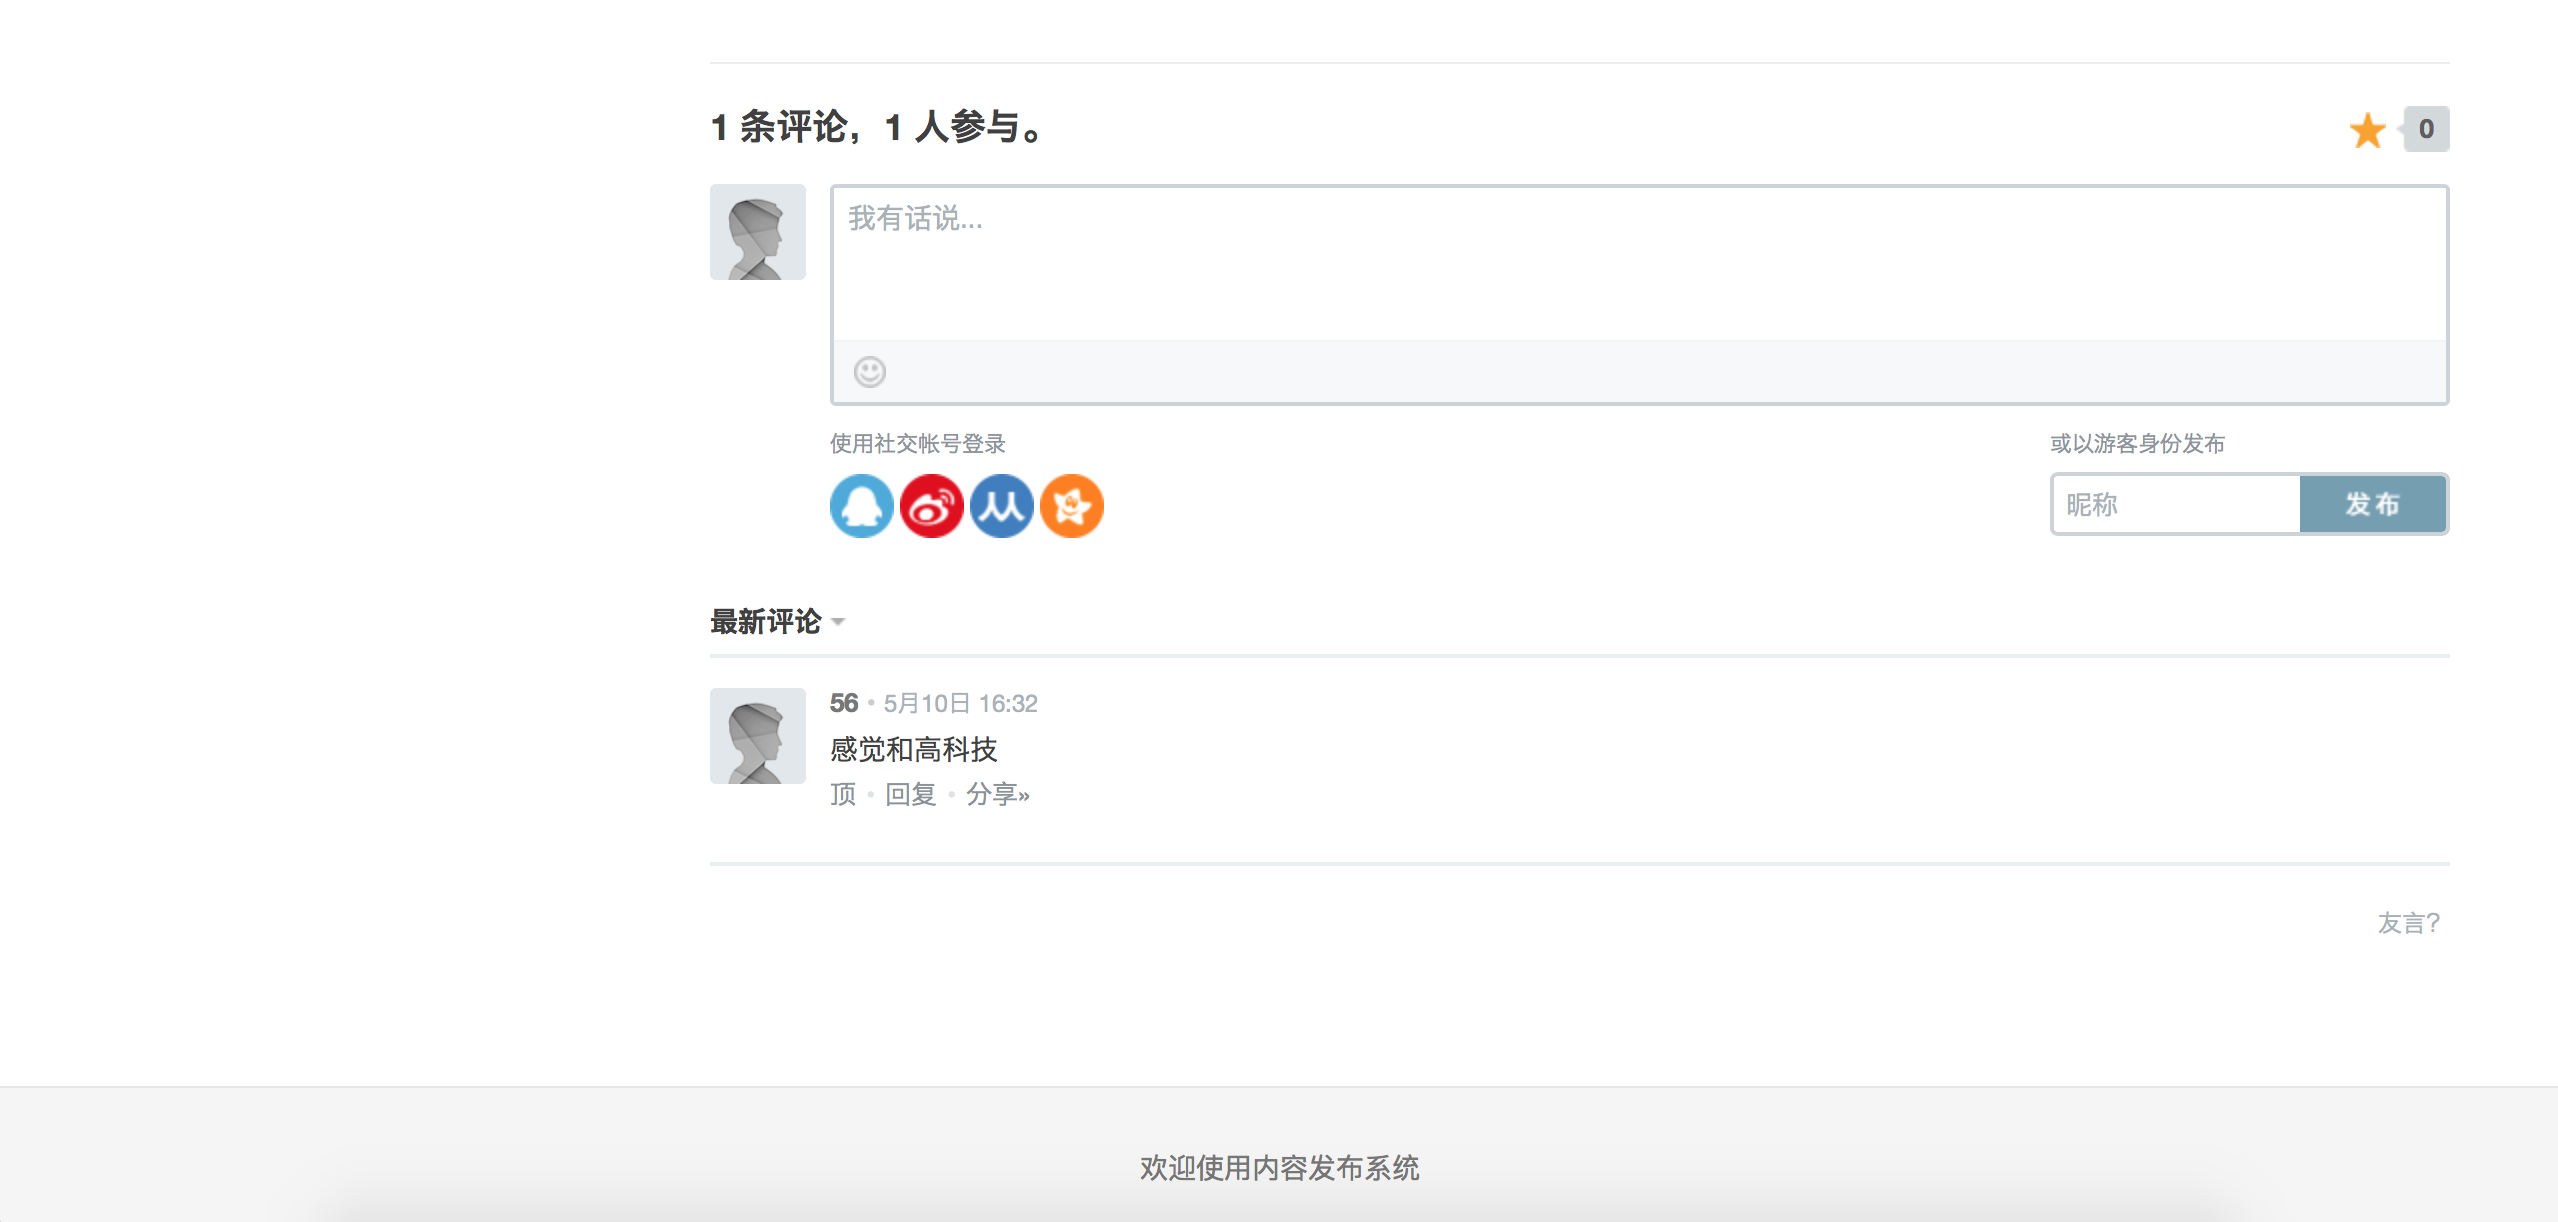 1 条评论，1 人参与。
0
我有话说...
使用社交帐号登录
或以游客身份发布
昵称
发布
最新评论
56 • 5月10日 16:32
感觉和高科技
顶 • 回复 • 分享»
友言?
欢迎使用内容发布系统